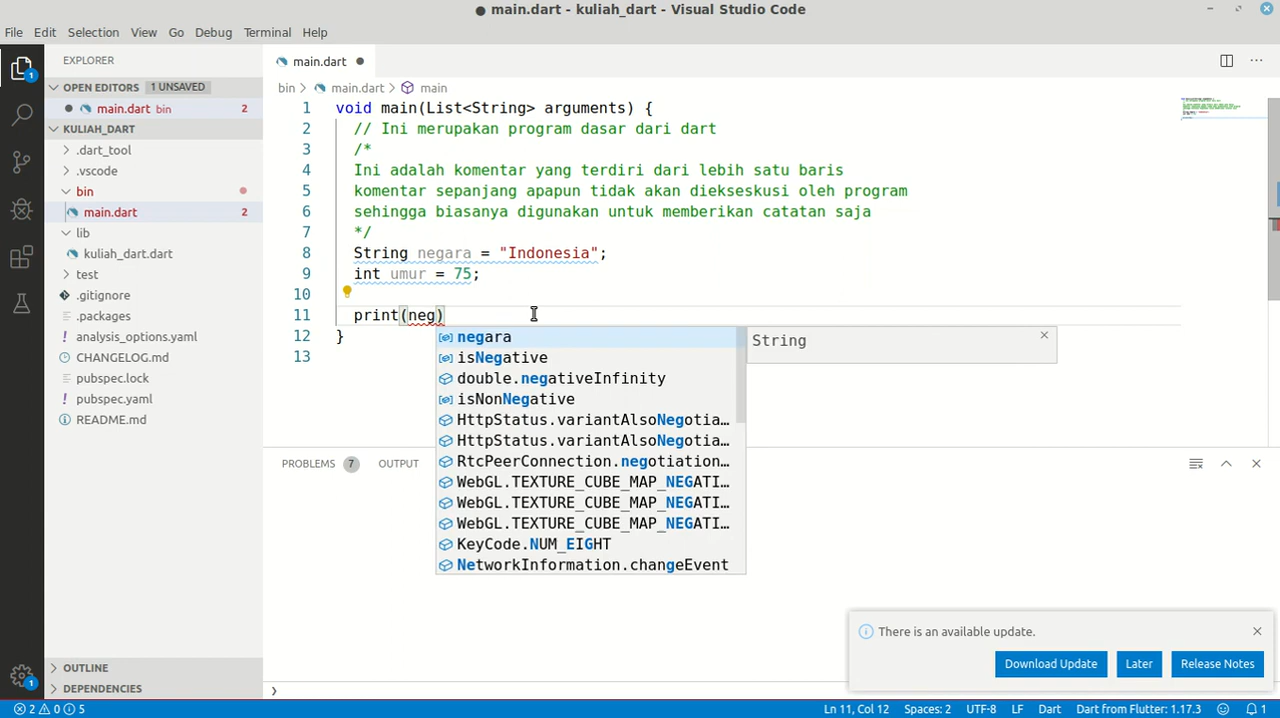 ● main.dart - kuliah_dart - Visual Studio Code
File Edit Selection View Go Debug Terminal Help
EXPLORER
OPEN EDITORS 1 UNSAVED
main.dart bin 2
KULIAH_DART
.dart_tool
.vscode
bin
main.dart 2
lib
kuliah_dart.dart
test
.gitignore
.packages
analysis_options.yaml
CHANGELOG.md
pubspec.lock
pubspec.yaml
README.md
OUTLINE
DEPENDENCIES
1
1
main.dart
bin > main.dart > main
1 void main(List<String> arguments) {
2 // Ini merupakan program dasar dari dart
3 /*
4 Ini adalah komentar yang terdiri dari lebih satu baris
5 komentar sepanjang apapun tidak akan diekseskusi oleh program
6 sehingga biasanya digunakan untuk memberikan catatan saja
7 */
8 String negara = "Indonesia";
9 int umur = 75;
10
11 print(neg)
12 }
13
negara
isNegative
double.negativeInfinity
isNonNegative
HttpStatus.variantAlsoNegotia…
HttpStatus.variantAlsoNegotia…
RtcPeerConnection.negotiation…
WebGL.TEXTURE_CUBE_MAP_NEGATI…
WebGL.TEXTURE_CUBE_MAP_NEGATI…
WebGL.TEXTURE_CUBE_MAP_NEGATI…
KeyCode.NUM_EIGHT
NetworkInformation.changeEvent
String
PROBLEMS 7 OUTPUT
There is an available update.
Download Update Later Release Notes
2 0 5
Ln 11, Col 12 Spaces: 2 UTF-8 LF Dart Dart from Flutter: 1.17.3 1